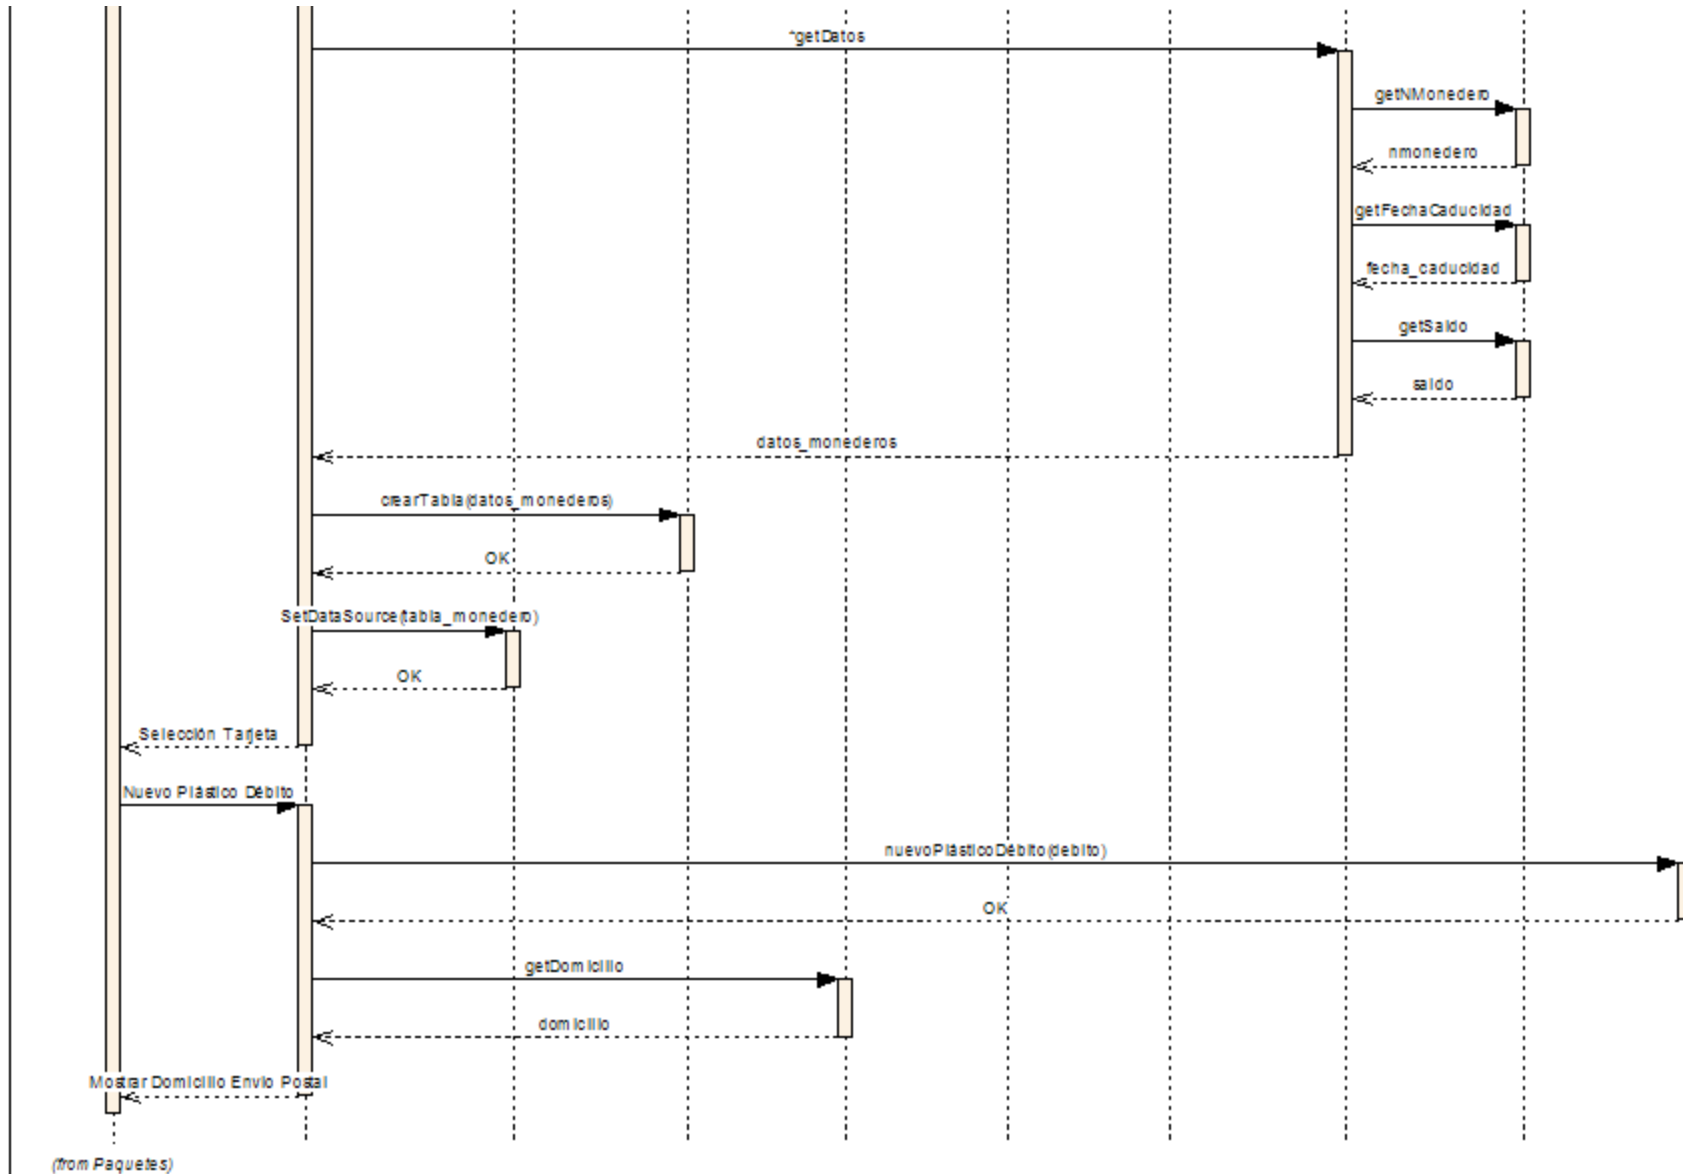 *getDatos
getNMonedero
nmonedero
getFechaCaducidad
fecha_caducidad
getSaldo
saldo
datos_monederos
crearTabla(datos_monederos)
OK
SetDataSource(tabla_monedero)
OK
Selección Tarjeta
Nuevo Plástico Débito
nuevoPlásticoDébito(debito)
OK
getDomicilio
domicilio
Mostrar Domicilio Envio Postal
(from Paquetes)